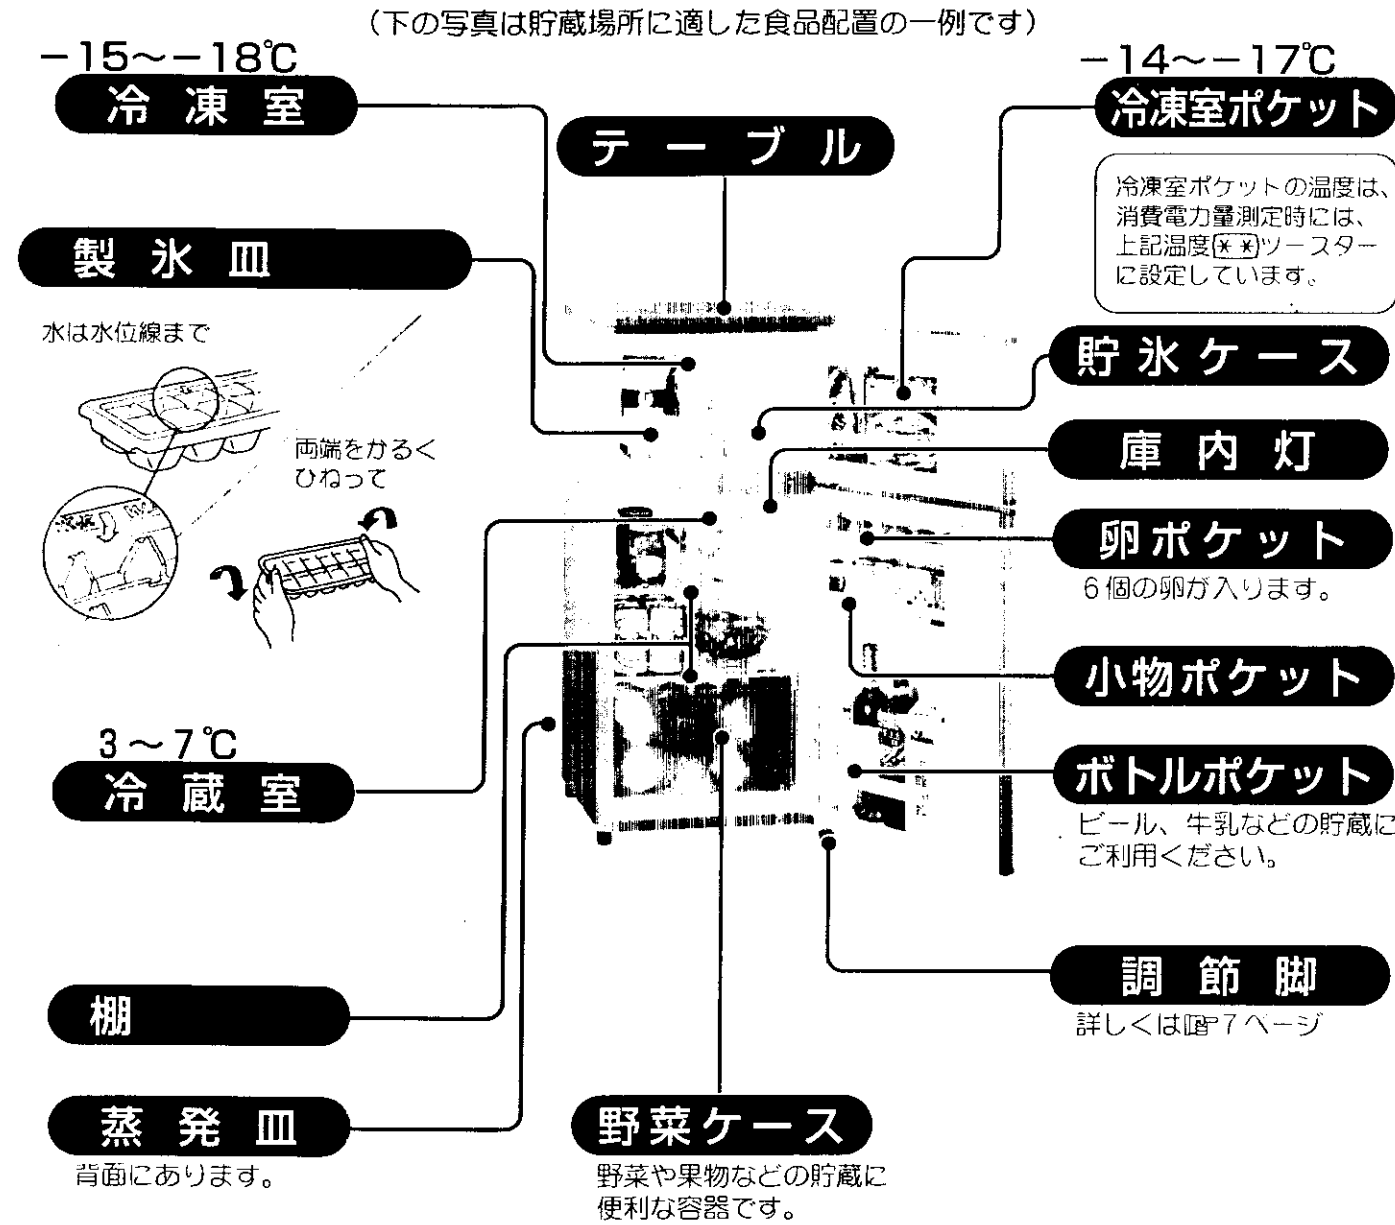 (下の写真は貯蔵場所に適した食品配置の一例です)
-15~-18℃
冷凍室
テーブル
-14~-17℃
冷凍室ポケット
冷凍室ポケットの温度は、
消費電力量測定時には、
上記温度(**)ツースター
に設定しています。
製氷皿
水は水位線まで
両端をかるく
ひねって
貯氷ケース
庫内灯
卵ポケット
6個の卵が入ります。
小物ポケット
3~7℃
冷蔵室
ボトルポケット
ビール、牛乳などの貯蔵に
ご利用ください。
棚
調節脚
詳しくは☞7ページ
蒸発皿
背面にあります。
野菜ケース
野菜や果物などの貯蔵に
便利な容器です。